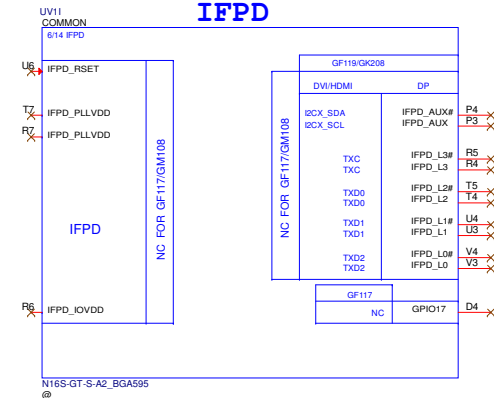 IFPD
UV1I
COMMON
6/14 IFPD
GF119/GK208
DVI/HDMI DP
U6 IFPD_RSET
T7 IFPD_PLLVDD
R7 IFPD_PLLVDD
IFPD
R6 IFPD_IOVDD
NC FOR GF117/GM108
NC FOR GF117/GM108
I2CX_SDA IFPD_AUX# P4
I2CX_SCL IFPD_AUX P3
TXC IFPD_L3# R5
TXC IFPD_L3 R4
TXD0 IFPD_L2# T5
TXD0 IFPD_L2 T4
TXD1 IFPD_L1# U4
TXD1 IFPD_L1 U3
TXD2 IFPD_L0# V4
TXD2 IFPD_L0 V3
GF117
NC GPIO17 D4
N16S-GT-S-A2_BGA595
@